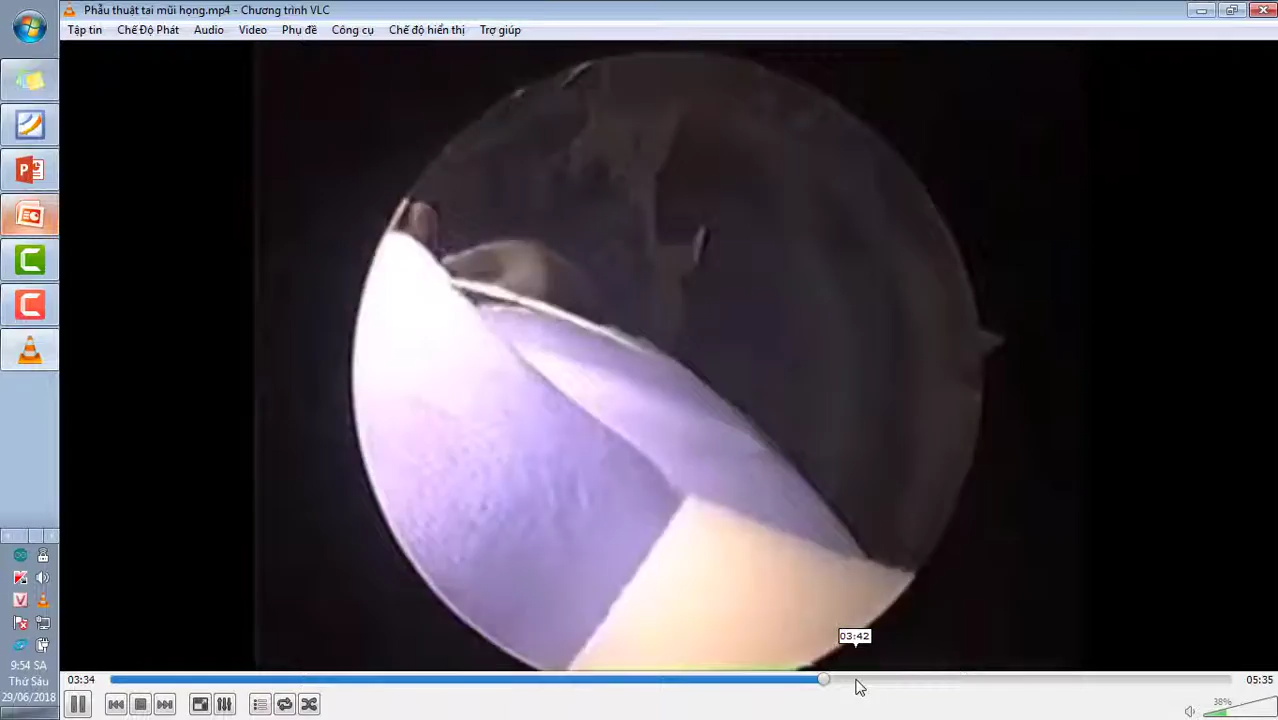 Phẫu thuật tai mũi họng.mp4 - Chương trình VLC
Tập tin Chế Độ Phát Audio Video Phụ đề Công cụ Chế độ hiển thị Trợ giúp
03:42
03:34 05:35
38%
9:54 SA
Thứ Sáu
29/06/2018